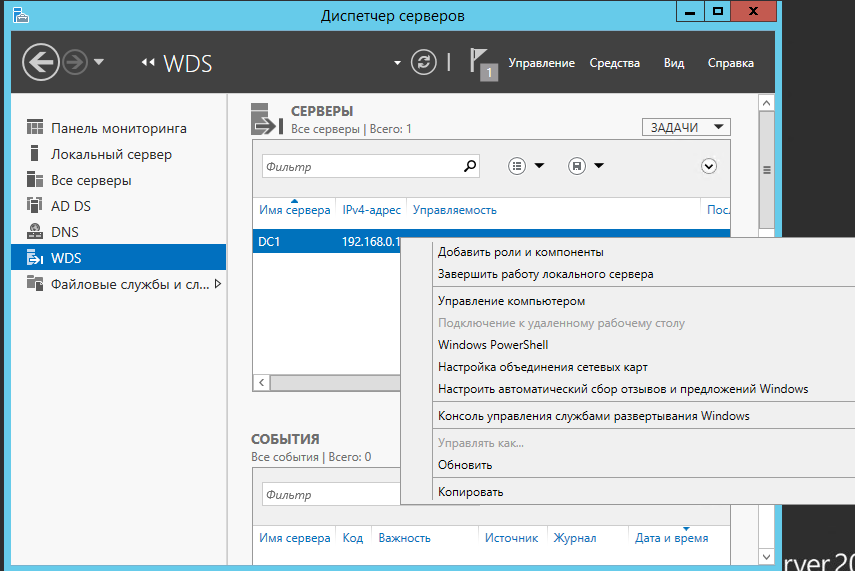 Диспетчер серверов
WDS
1 Управление Средства Вид Справка
Панель мониторинга
Локальный сервер
Все серверы
AD DS
DNS
WDS
Файловые службы и сл...
СЕРВЕРЫ
Все серверы | Всего: 1
ЗАДАЧИ
Фильтр
Имя сервера IPv4-адрес Управляемость Пос
DC1 192.168.0.1
Добавить роли и компоненты
Завершить работу локального сервера
Управление компьютером
Подключение к удаленному рабочему столу
Windows PowerShell
Настройка объединения сетевых карт
Настроить автоматический сбор отзывов и предложений Windows
Консоль управления службами развертывания Windows
Управлять как...
Обновить
Копировать
СОБЫТИЯ
Все события | Всего: 0
Фильтр
Имя сервера Код Важность Источник Журнал Дата и время
rver 20